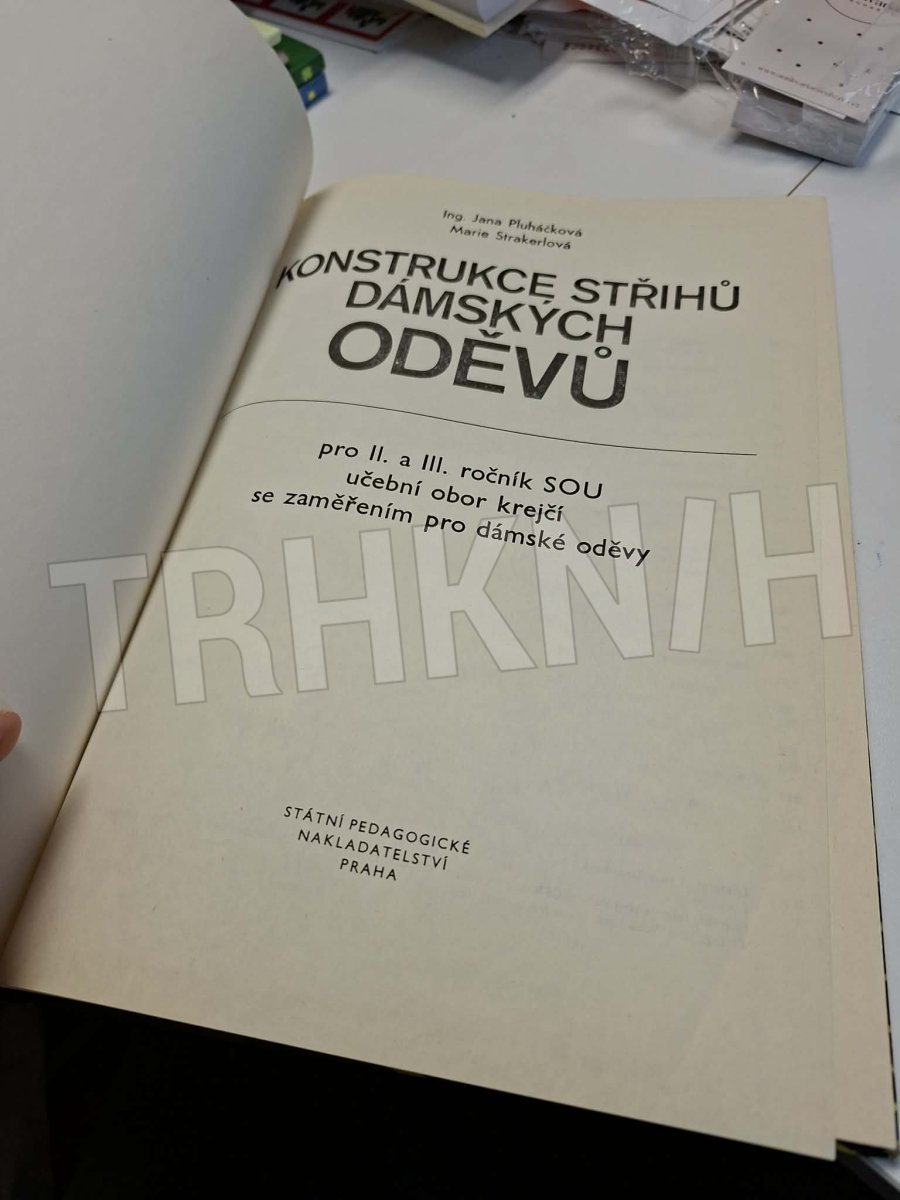 Ing. Jana Pluháčková
Marie Strakerlová
KONSTRUKCE STŘIHŮ
DÁMSKÝCH
ODĚVŮ
pro II. a III. ročník SOU
učební obor krejčí
se zaměřením pro dámské oděvy
TRHKNIH
STÁTNÍ PEDAGOGICKÉ
NAKLADATELSTVÍ
PRAHA